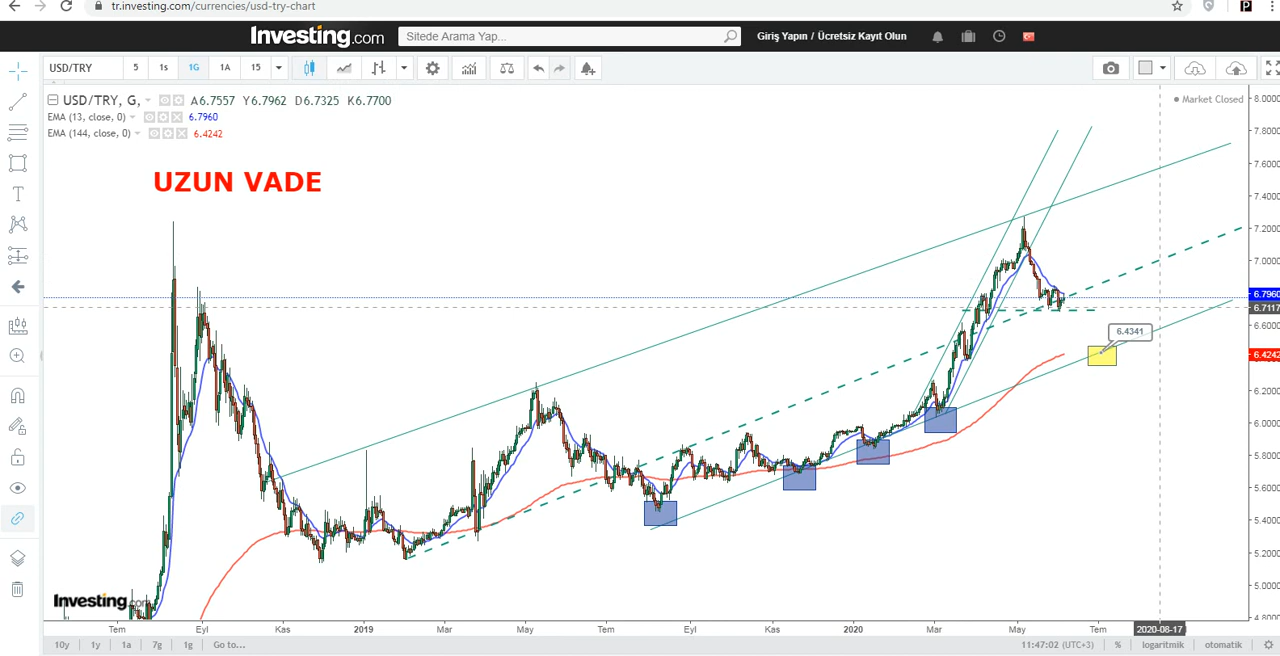 tr.investing.com/currencies/usd-try-chart
Investing.com
Sitede Arama Yap...
Giriş Yapın / Ücretsiz Kayıt Olun
USD/TRY 5 1s 1G 1A 15
USD/TRY, G, A6.7557 Y6.7962 D6.7325 K6.7700
Market Closed
EMA (13, close, 0) 6.7960
EMA (144, close, 0) 6.4242
UZUN VADE
8.0000
7.8000
7.6000
7.4000
7.2000
7.0000
6.7960
6.7117
6.6000
6.4341
6.4242
6.2000
6.0000
5.8000
5.6000
5.4000
5.2000
5.0000
4.8000
Investing.com
Tem Eyl Kas 2019 Mar May Tem Eyl Kas 2020 Mar May Tem 2020-08-17
10y 1y 1a 7g 1g Go to... 11:47:02 (UTC+3) % logaritmik otomatik